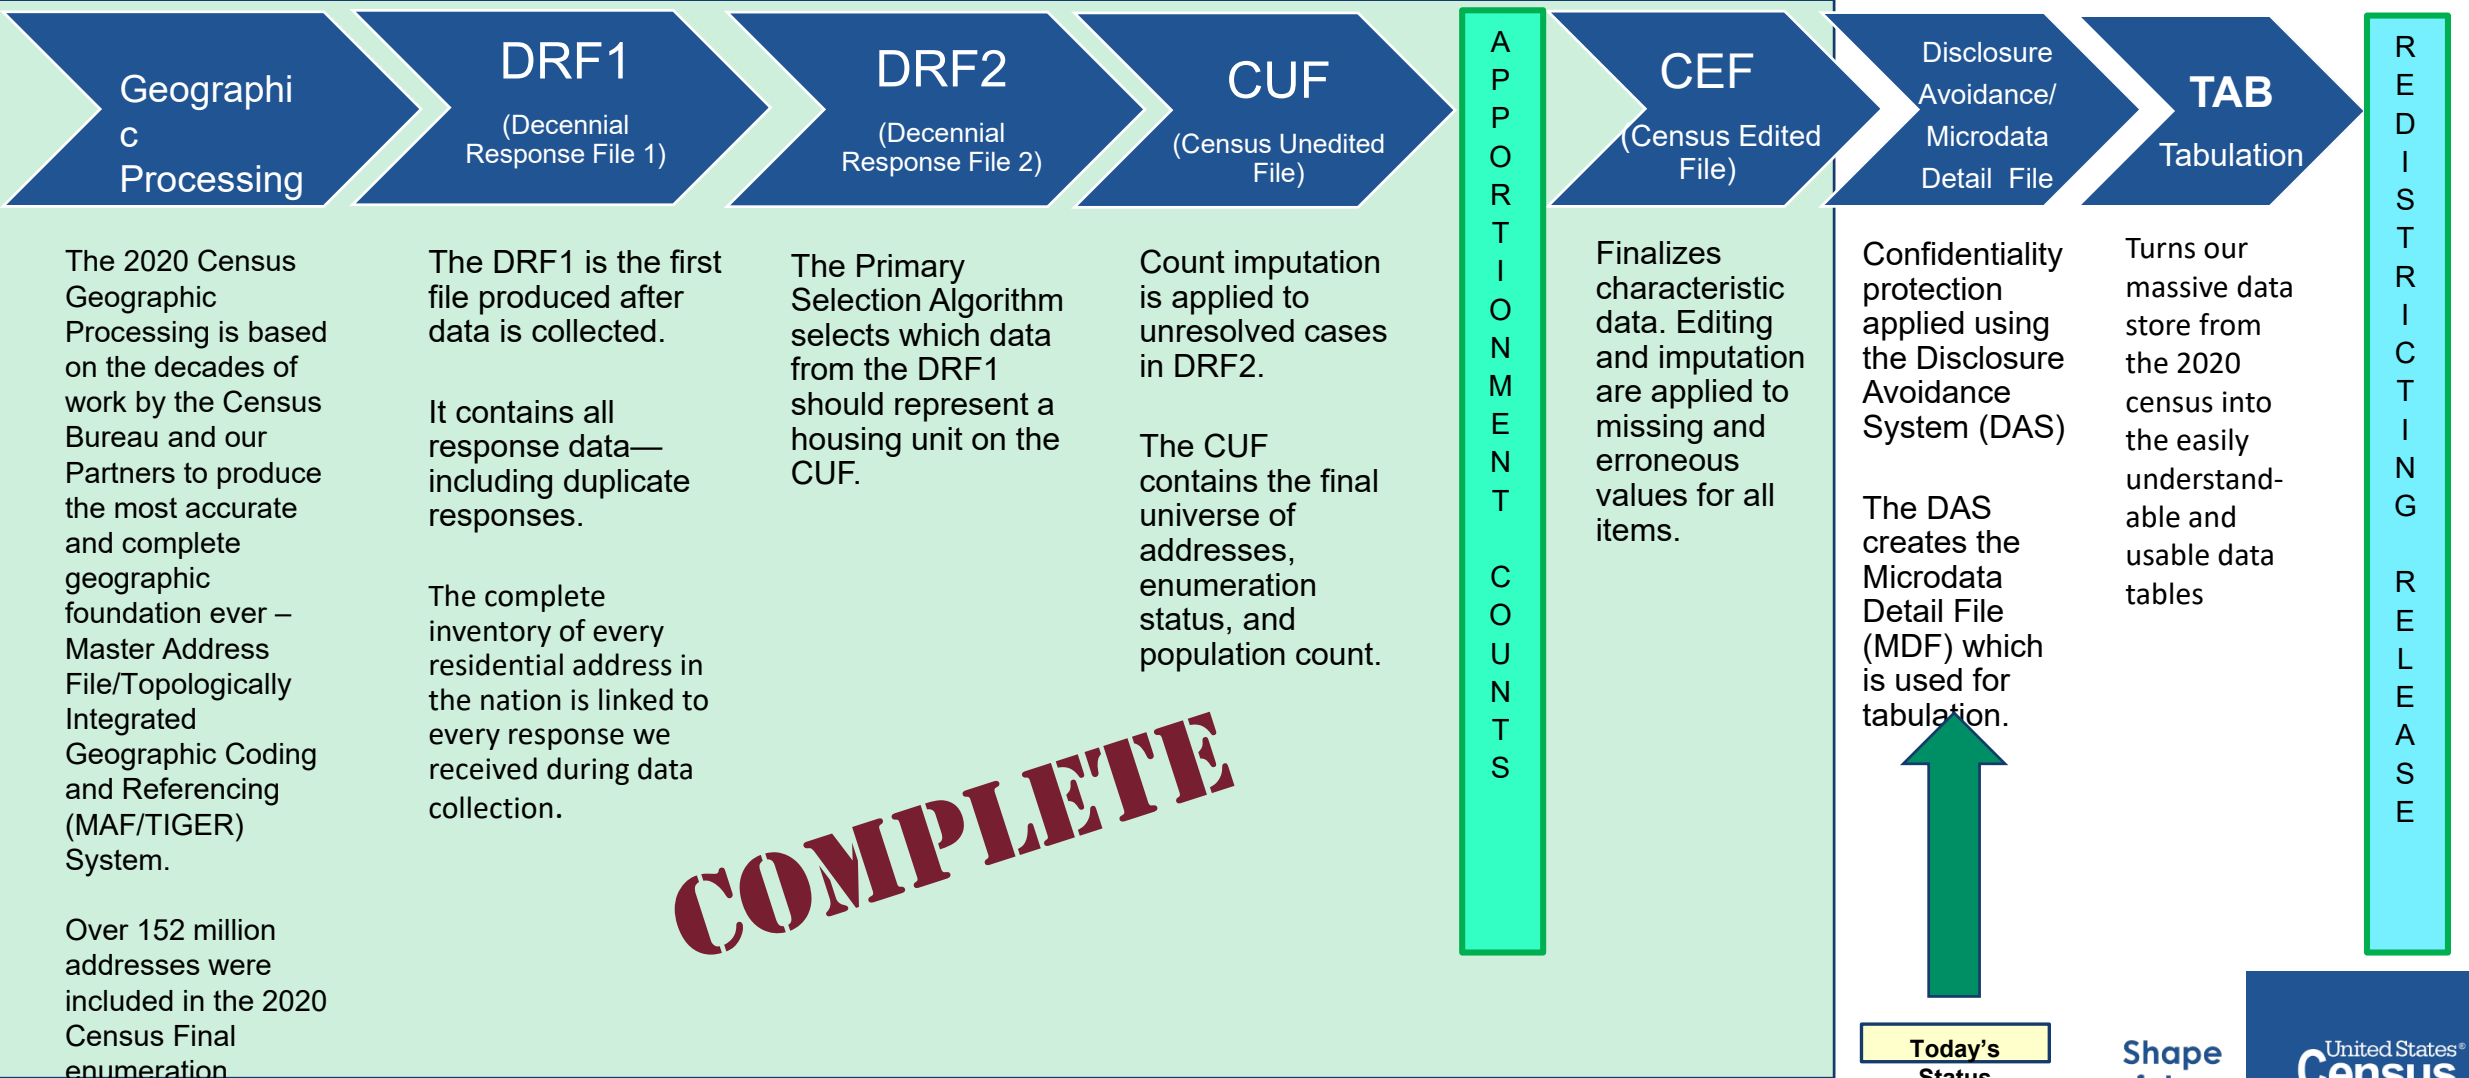 Geographi
c
Processing
The 2020 Census
Geographic
Processing is based
on the decades of
work by the Census
Bureau and our
Partners to produce
the most accurate
and complete
geographic
foundation ever –
Master Address
File/Topologically
Integrated
Geographic Coding
and Referencing
(MAF/TIGER)
System.
Over 152 million
addresses were
included in the 2020
Census Final
enumeration
DRF1
(Decennial
Response File 1)
The DRF1 is the first
file produced after
data is collected.
It contains all
response data—
including duplicate
responses.
The complete
inventory of every
residential address in
the nation is linked to
every response we
received during data
collection.
DRF2
(Decennial
Response File 2)
The Primary
Selection Algorithm
selects which data
from the DRF1
should represent a
housing unit on the
CUF.
CUF
(Census Unedited
File)
Count imputation
is applied to
unresolved cases
in DRF2.
The CUF
contains the final
universe of
addresses,
enumeration
status, and
population count.
COMPLETE
APPORTIONMENT COUNTS
CEF
(Census Edited
File)
Finalizes
characteristic
data. Editing
and imputation
are applied to
missing and
erroneous
values for all
items.
Disclosure
Avoidance/
Microdata
Detail File
Confidentiality
protection
applied using
the Disclosure
Avoidance
System (DAS)
The DAS
creates the
Microdata
Detail File
(MDF) which
is used for
tabulation.
Today's
Status
TAB
Tabulation
Turns our
massive data
store from
the 2020
census into
the easily
understand-
able and
usable data
tables
REDISTRICTING RELEASE
Shape
United States®
Census